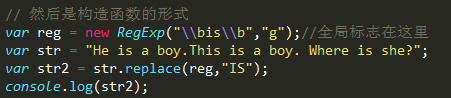 // 然后是构造函数的形式
var reg = new RegExp("\\bis\\b","g");//全局标志在这里
var str = "He is a boy.This is a boy. Where is she?";
var str2 = str.replace(reg,"IS");
console.log(str2);